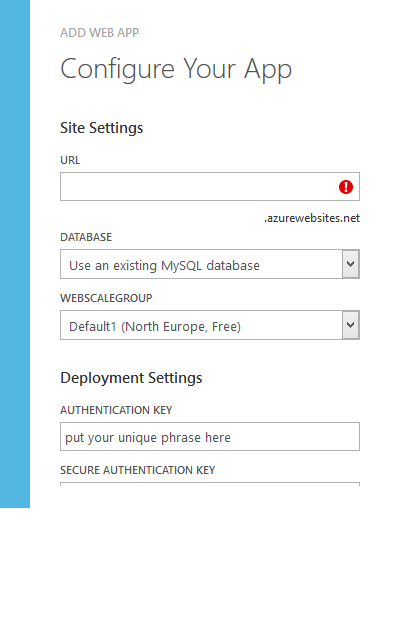 ADD WEB APP
Configure Your App
Site Settings
URL
.azurewebsites.net
DATABASE
Use an existing MySQL database
WEBSCALEGROUP
Default1 (North Europe, Free)
Deployment Settings
AUTHENTICATION KEY
put your unique phrase here
SECURE AUTHENTICATION KEY